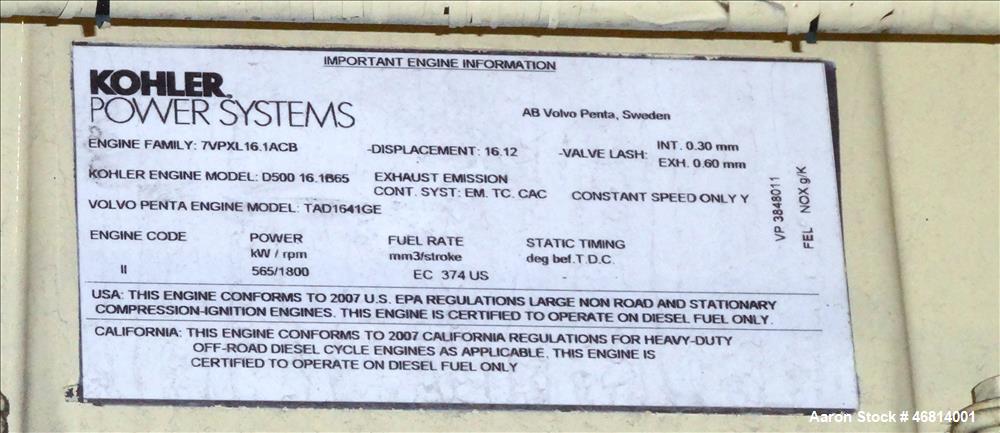 IMPORTANT ENGINE INFORMATION
KOHLER.
POWER SYSTEMS
AB Volvo Penta, Sweden
ENGINE FAMILY: 7VPXL16.1ACB -DISPLACEMENT: 16.12 -VALVE LASH: INT. 0.30 mm
EXH. 0.60 mm
KOHLER ENGINE MODEL: D500 16.1B65 EXHAUST EMISSION
CONT. SYST: EM. TC. CAC CONSTANT SPEED ONLY Y
VOLVO PENTA ENGINE MODEL: TAD1641GE
ENGINE CODE POWER FUEL RATE STATIC TIMING
kW / rpm mm3/stroke deg bef.T.D.C.
II 565/1800 EC 374 US
VP 3848011
FEL NOX g/K
USA: THIS ENGINE CONFORMS TO 2007 U.S. EPA REGULATIONS LARGE NON ROAD AND STATIONARY
COMPRESSION-IGNITION ENGINES. THIS ENGINE IS CERTIFIED TO OPERATE ON DIESEL FUEL ONLY.
CALIFORNIA: THIS ENGINE CONFORMS TO 2007 CALIFORNIA REGULATIONS FOR HEAVY-DUTY
OFF-ROAD DIESEL CYCLE ENGINES AS APPLICABLE. THIS ENGINE IS
CERTIFIED TO OPERATE ON DIESEL FUEL ONLY
Aaron Stock # 46814001